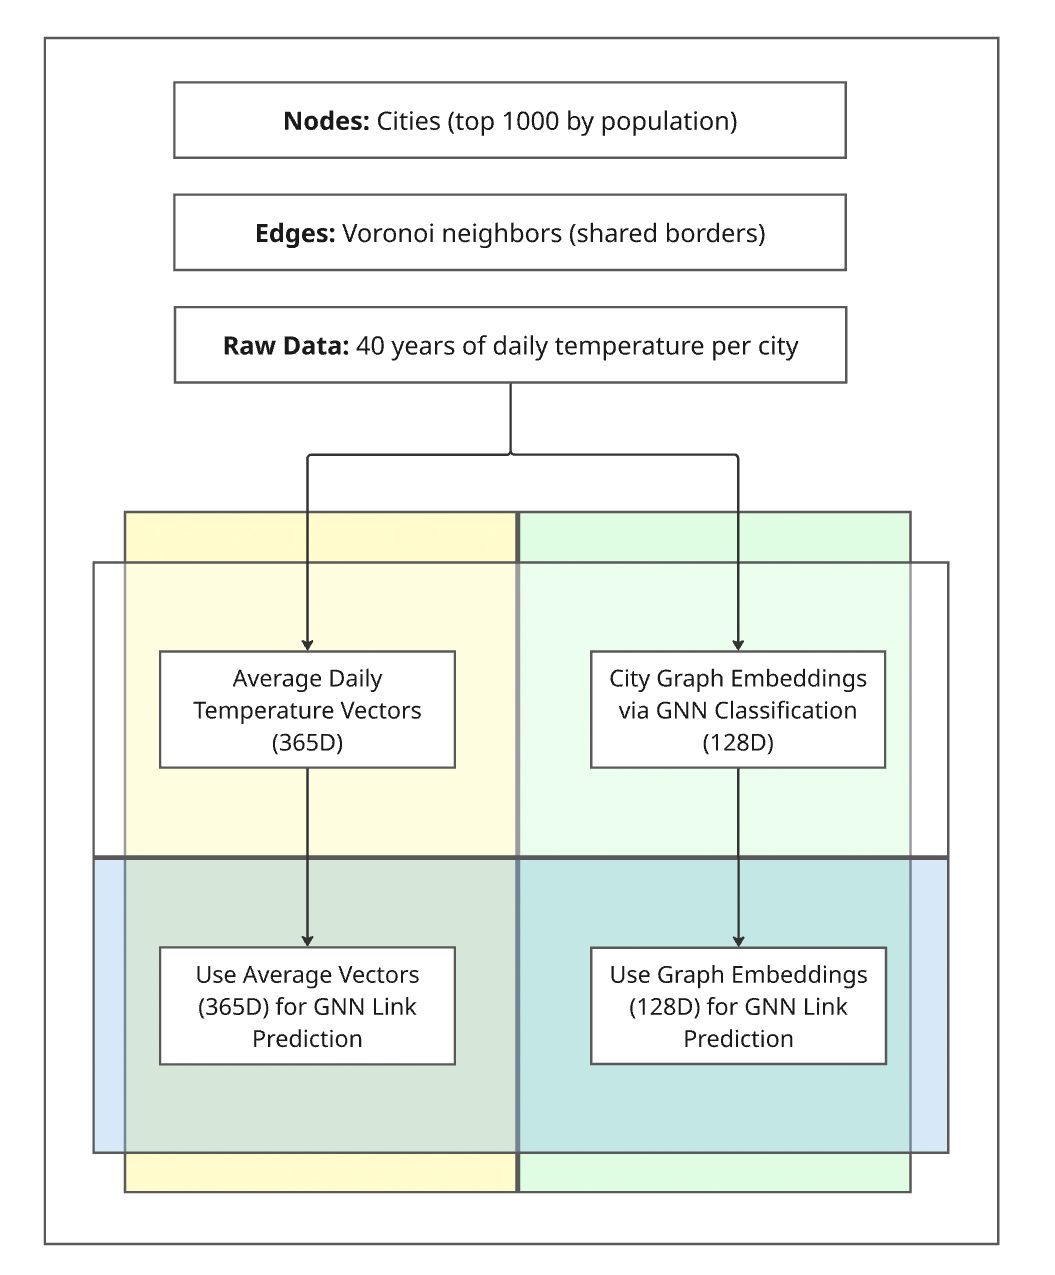 Nodes: Cities (top 1000 by population)
Edges: Voronoi neighbors (shared borders)
Raw Data: 40 years of daily temperature per city
Average Daily
Temperature Vectors
(365D)
City Graph Embeddings
via GNN Classification
(128D)
Use Average Vectors
(365D) for GNN Link
Prediction
Use Graph Embeddings
(128D) for GNN Link
Prediction